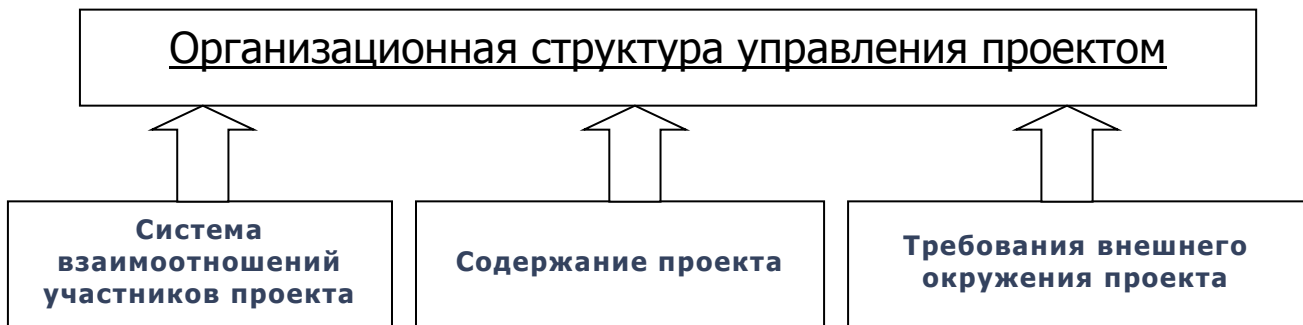 Организационная структура управления проектом
Система
взаимоотношений
участников проекта
Содержание проекта
Требования внешнего
окружения проекта